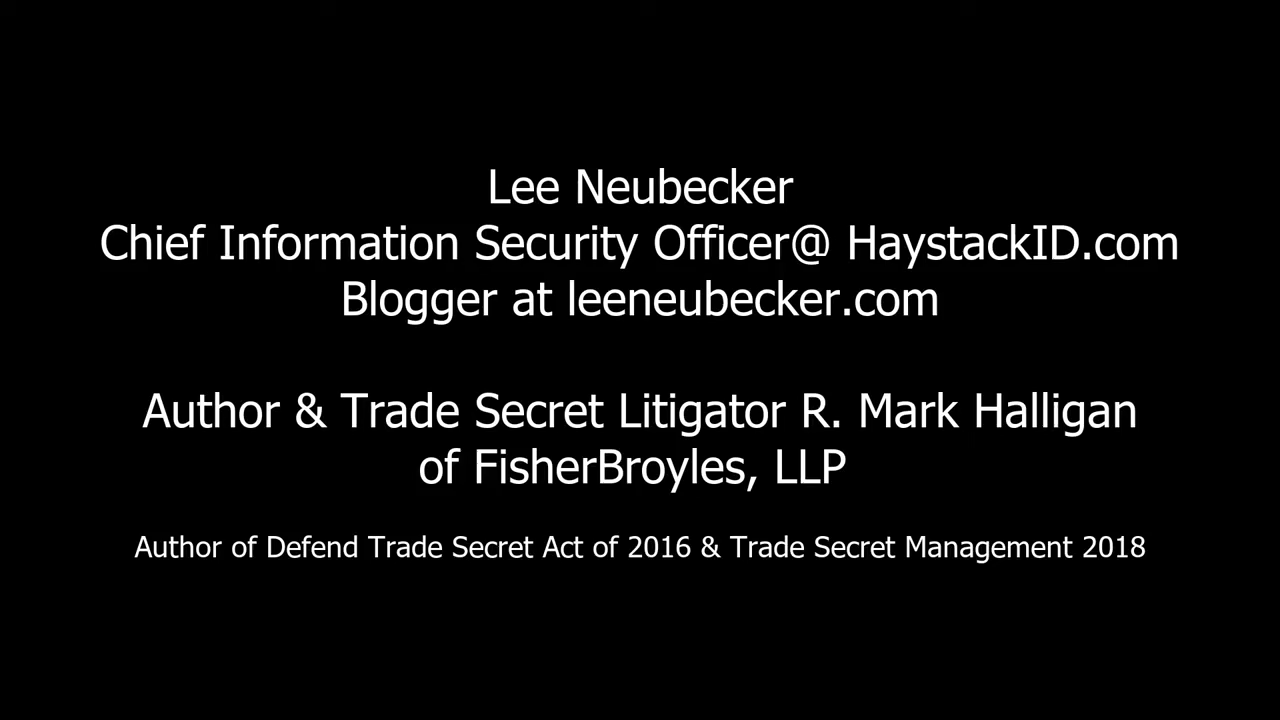 Lee Neubecker
Chief Information Security Officer@ HaystackID.com
Blogger at leeneubecker.com
Author & Trade Secret Litigator R. Mark Halligan
of FisherBroyles, LLP
Author of Defend Trade Secret Act of 2016 & Trade Secret Management 2018